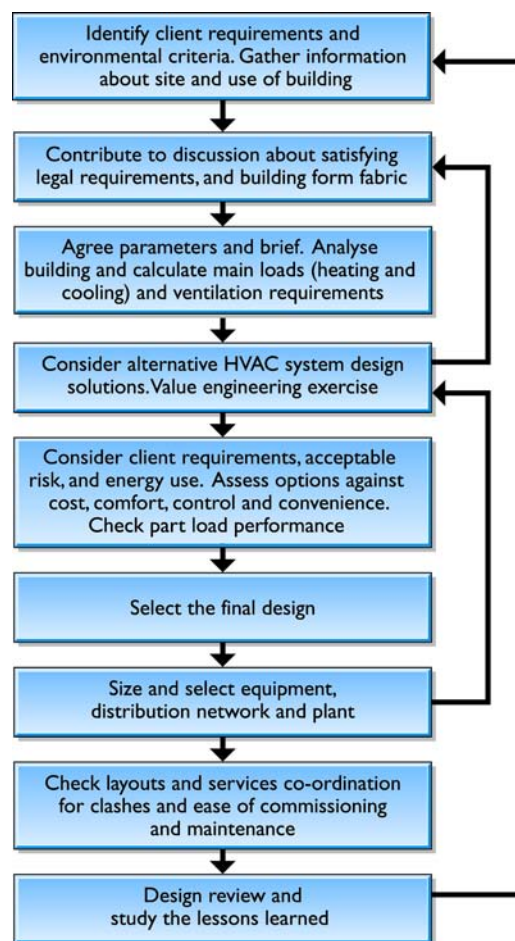 Identify client requirements and
environmental criteria. Gather information
about site and use of building
Contribute to discussion about satisfying
legal requirements, and building form fabric
Agree parameters and brief. Analyse
building and calculate main loads (heating and
cooling) and ventilation requirements
Consider alternative HVAC system design
solutions. Value engineering exercise
Consider client requirements, acceptable
risk, and energy use. Assess options against
cost, comfort, control and convenience.
Check part load performance
Select the final design
Size and select equipment,
distribution network and plant
Check layouts and services co-ordination
for clashes and ease of commissioning
and maintenance
Design review and
study the lessons learned